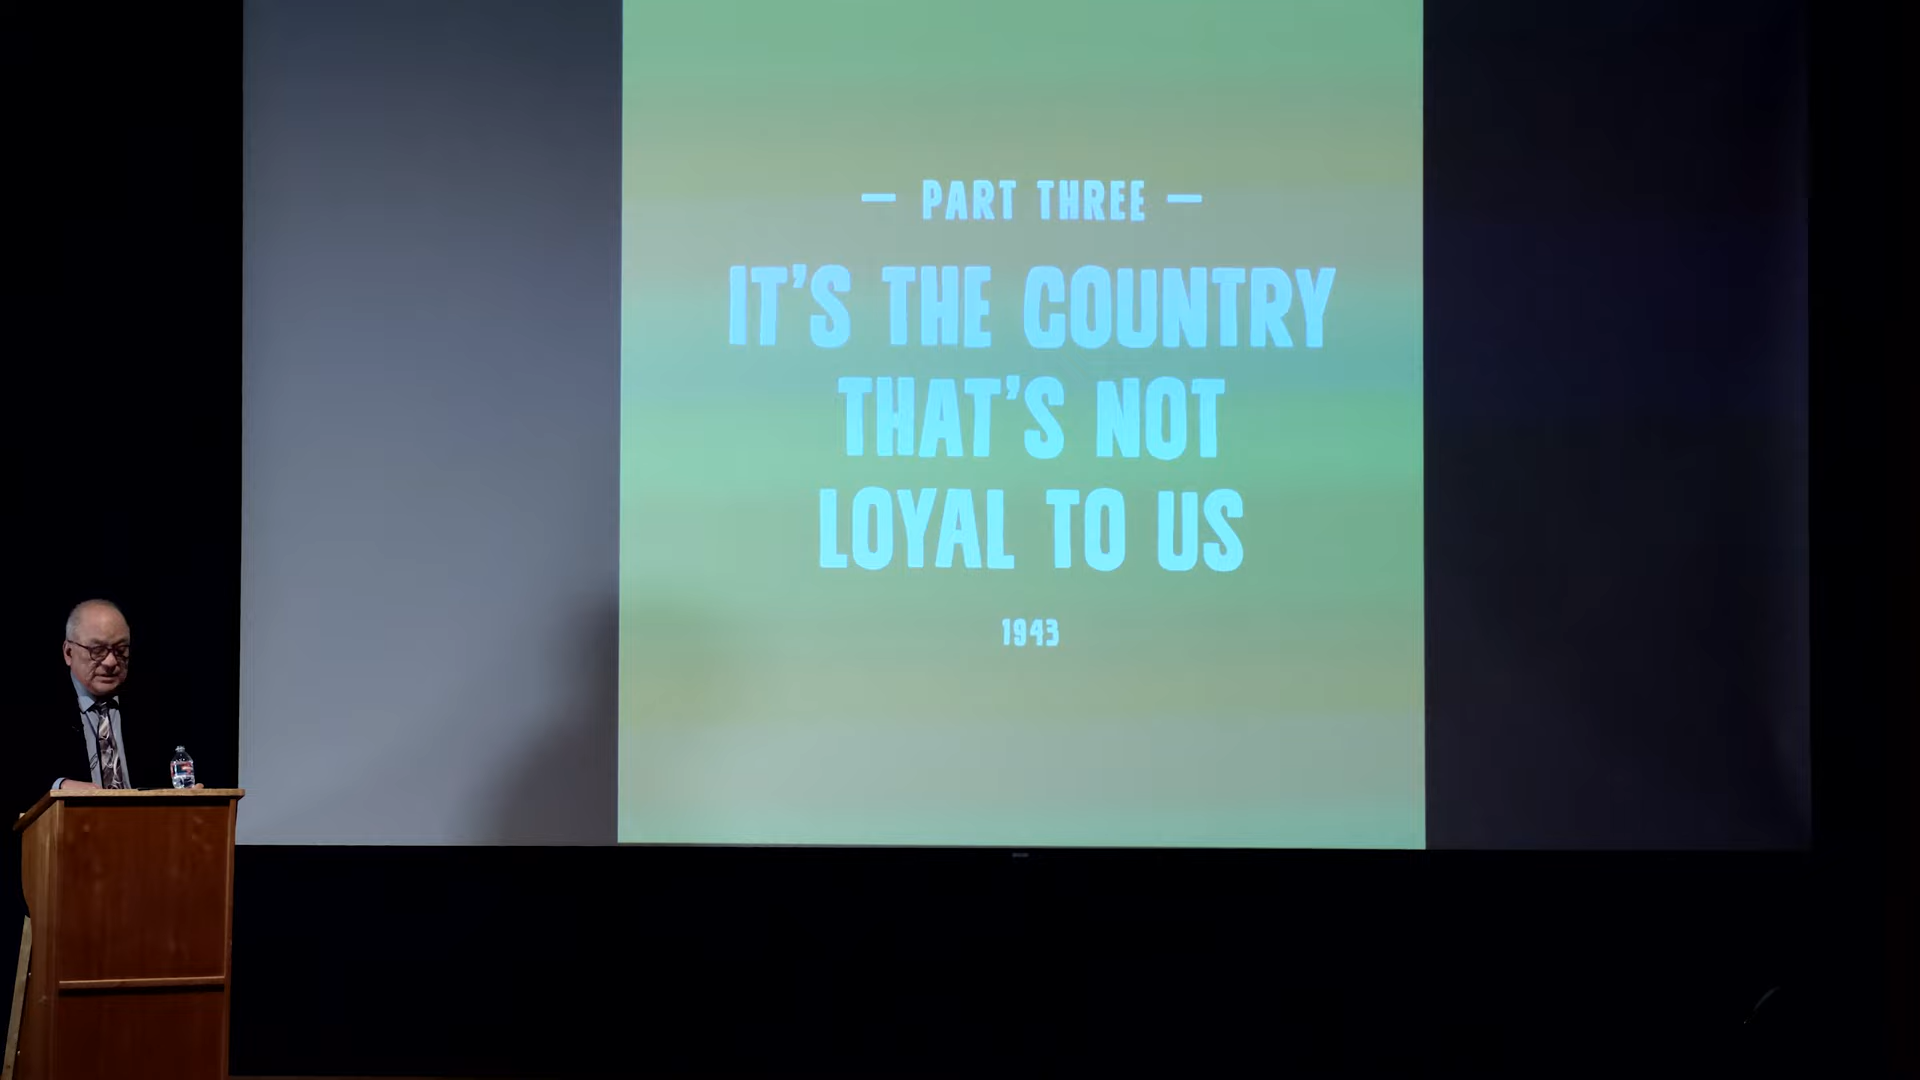 — PART THREE —
IT'S THE COUNTRY
THAT'S NOT
LOYAL TO US
1943